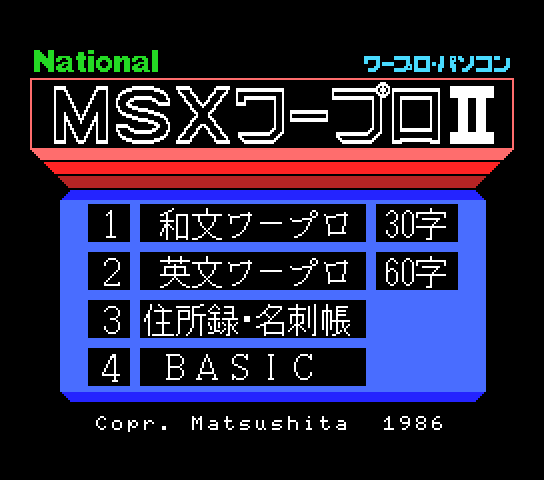 National ワープロ・パソコン
MSXワープロ®II
1 和文ワープロ 30字
2 英文ワープロ 60字
3 住所録・名刺帳
4 BASIC
Copr. Matsushita 1986